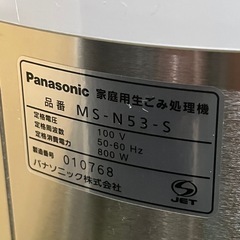 Panasonic 家庭用生ごみ処理機
品番 MS-N53-S
定格電圧 100 V
定格周波数 50-60 Hz
定格消費電力 800 W
製造番号 010768
パナソニック株式会社
S
JET